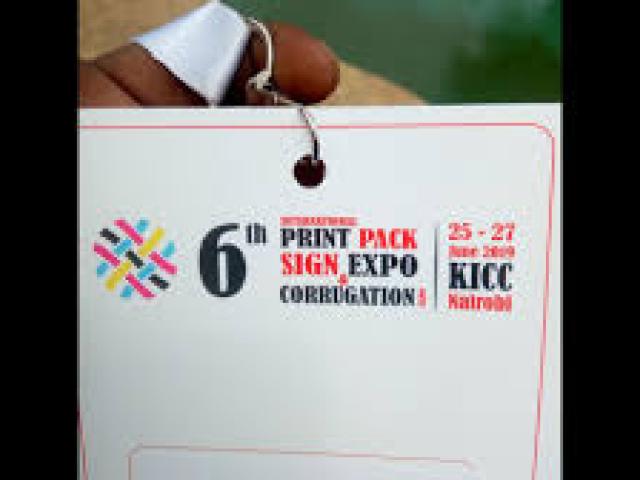 6th
INTERNATIONAL
PRINT PACK
SIGN EXPO
&
CORRUGATION
25 - 27
June 2019
KICC
Nairobi